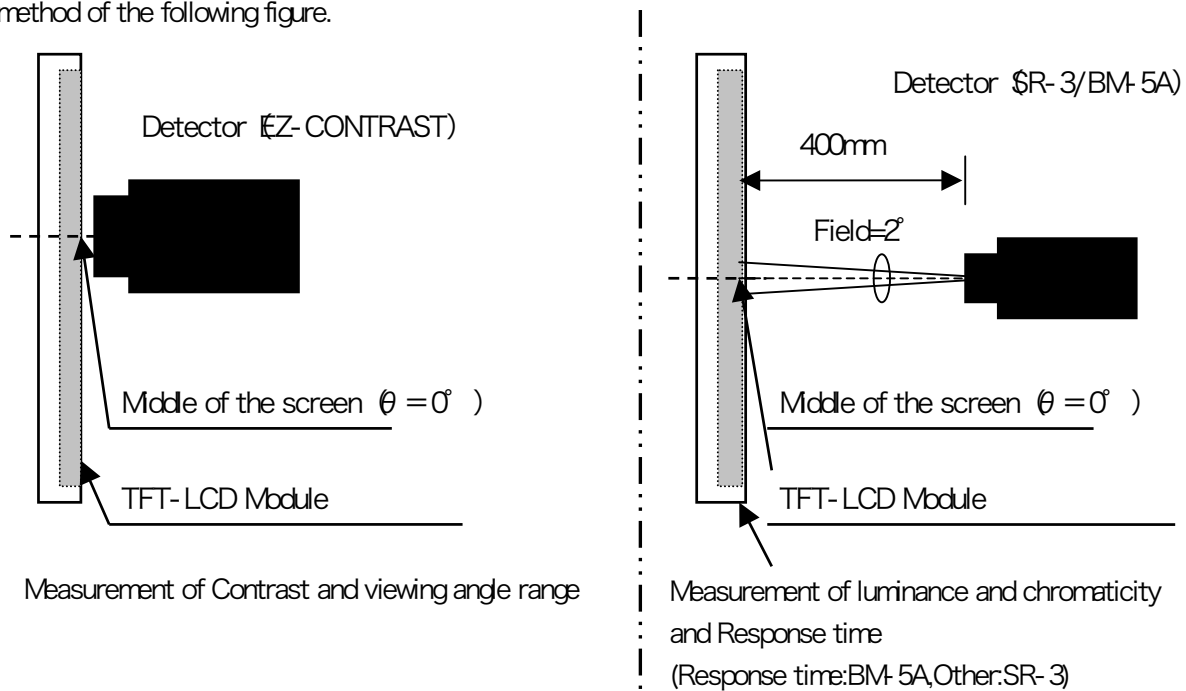 method of the following figure.
Detector (EZ-CONTRAST)
Middle of the screen (θ = 0° )
TFT-LCD Module
Measurement of Contrast and viewing angle range
Detector (SR-3/BM-5A)
400mm
Field=2°
Middle of the screen (θ = 0° )
TFT-LCD Module
Measurement of luminance and chromaticity
and Response time
(Response time:BM-5A,Other:SR-3)